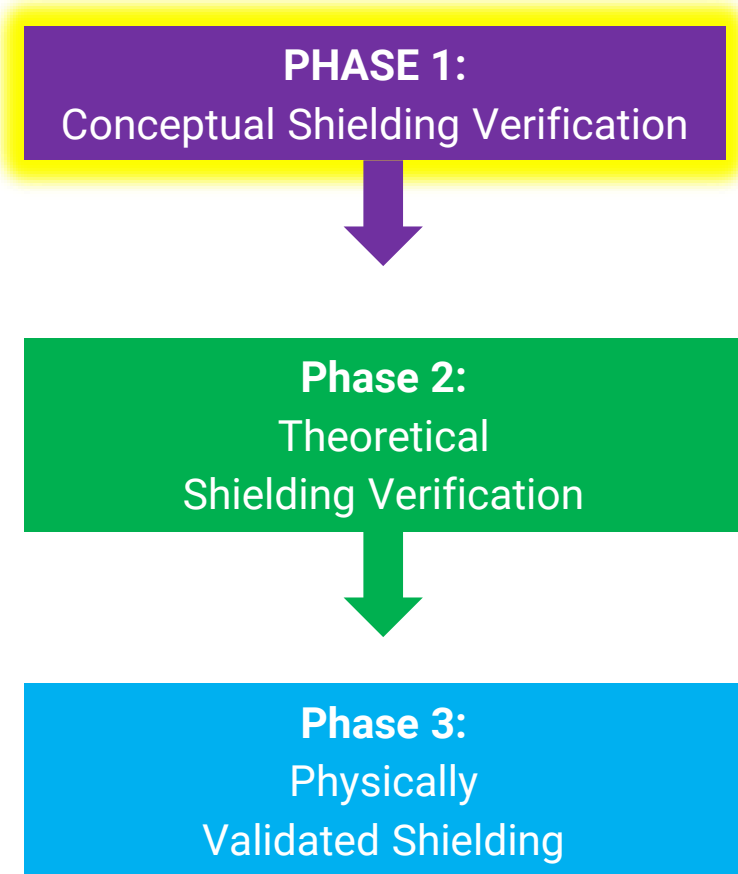 PHASE 1:
Conceptual Shielding Verification
Phase 2:
Theoretical
Shielding Verification
Phase 3:
Physically
Validated Shielding